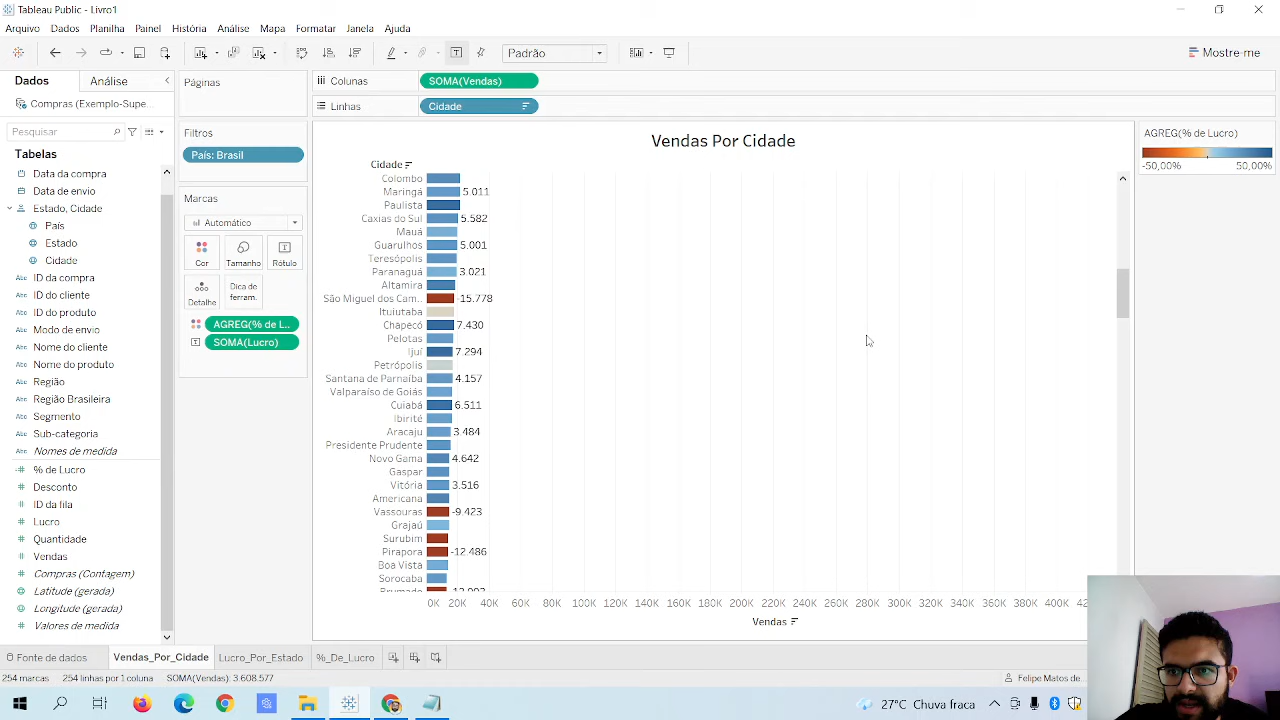 Tableau Public - Livro1
Arquivo Dados Planilha Painel História Análise Mapa Formatar Janela Ajuda
Padrão
Mostre-me
Dados Análise
Compras (Exemplo-Supe...
Pesquisar
Tabelas
Data da compra
Data de envio
Estado, Cidade
País
Estado
Cidade
Abc ID da compra
Abc ID do cliente
Abc ID do produto
Abc Modo de envio
Abc Nome do cliente
Abc Nome do produto
Abc Região
Abc Região Brasileira
Abc Segmento
Abc Sub-categoria
Abc Nomes de medida
% de Lucro
Desconto
ID da fila
Lucro
Quantidade
Vendas
Compras (Contagem)
Latitude (gerada)
Longitude (gerada)
Valores de medida
Páginas
Filtros
País: Brasil
Marcas
Automático
Cor Tamanho Rótulo
Detalhe Dica de ferram.
AGREG(% de L..
SOMA(Lucro)
Colunas SOMA(Vendas)
Linhas Cidade
Vendas Por Cidade
Cidade
Colombo
Maringá 5.011
Paulista
Caxias do Sul 5.582
Mauá
Guarulhos 5.001
Teresópolis
Paranaguá 3.021
Altamira
São Miguel dos Cam.. -15.778
Ituiutaba
Chapecó 7.430
Pelotas
Ijuí 7.294
Petrópolis
Santana de Parnaíba 4.157
Valparaíso de Goiás
Cuiabá 6.511
Ibirité
Aracaju 3.484
Presidente Prudente
Novo Gama 4.642
Gaspar
Vitória 3.516
Americana
Vassouras -9.423
Grajaú
Surubim
Pirapora -12.486
Boa Vista
Sorocaba
0K 20K 40K 60K 80K 100K 120K 140K 160K 180K 200K 220K 240K 260K 280K 300K 320K 340K 360K 380K 400K
Vendas
AGREG(% de Lucro)
-50,00% 50,00%
Fonte de dados Vendas_Por_Cidade Lucro_Por_Estado %_De_Lucro
254 marcas 254 linhas por 1 coluna SOMA(Vendas) 3.608.577
Felipe Matos de...
27°C Chuva fraca